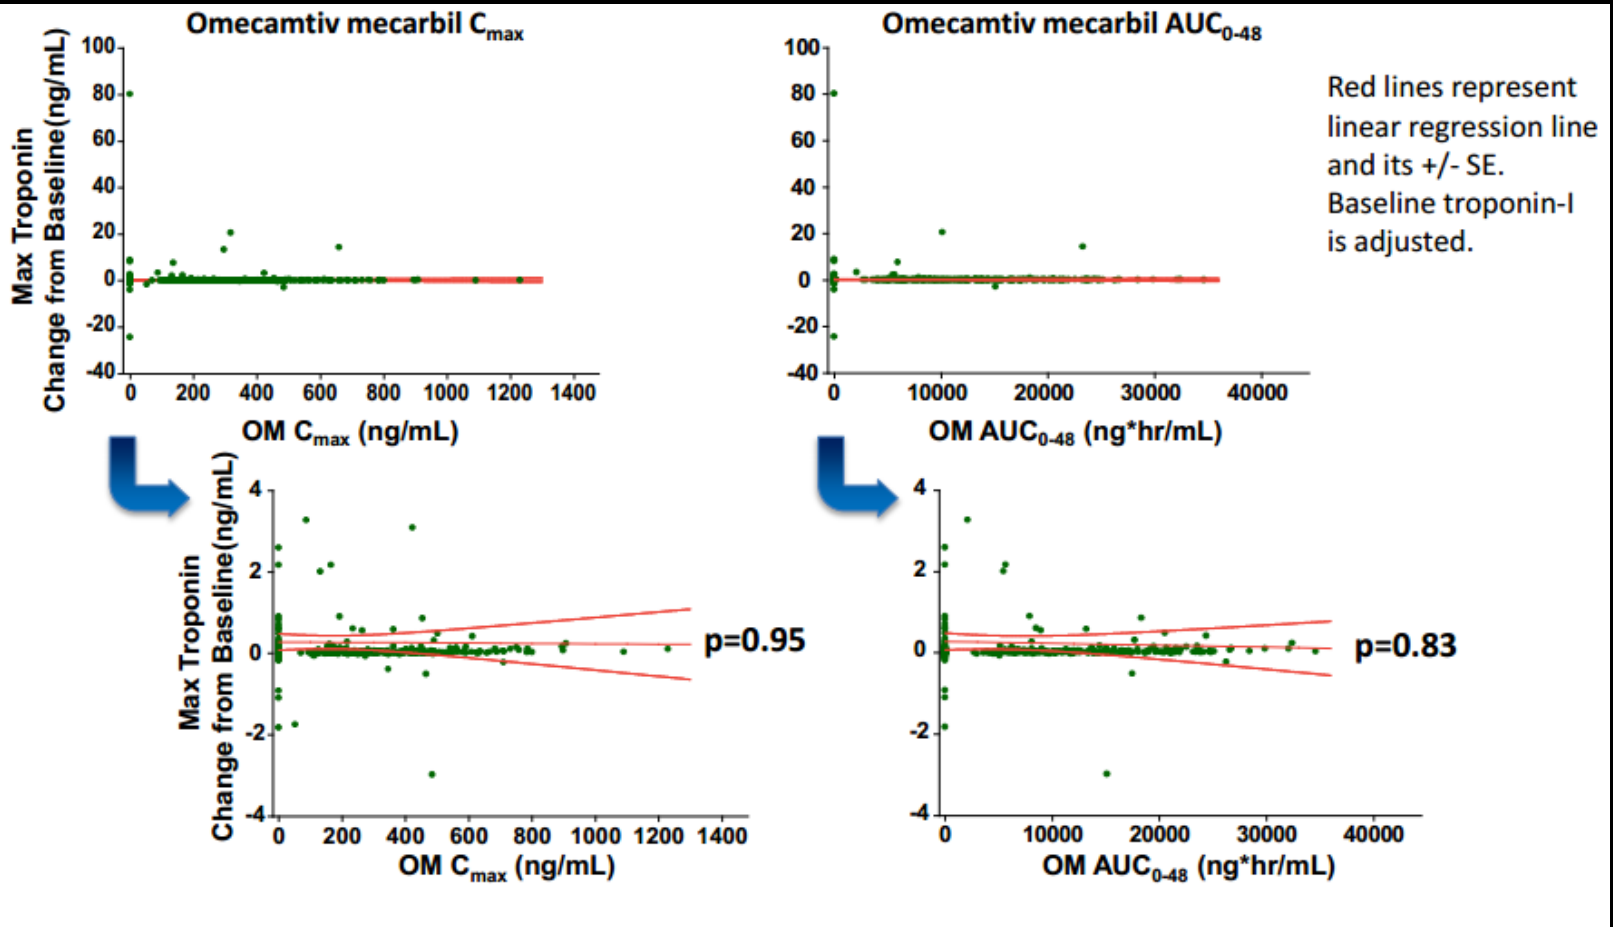 Omecamtiv mecarbil Cmax
Max Troponin
Change from Baseline(ng/mL)
100
80
60
40
20
0
-20
-40
0 200 400 600 800 1000 1200 1400
OM Cmax (ng/mL)
Omecamtiv mecarbil AUC0-48
100
80
60
40
20
0
-20
-40
0 10000 20000 30000 40000
OM AUC0-48 (ng*hr/mL)
Red lines represent
linear regression line
and its +/- SE.
Baseline troponin-I
is adjusted.
Max Troponin
Change from Baseline(ng/mL)
4
2
0
-2
-4
0 200 400 600 800 1000 1200 1400
OM Cmax (ng/mL)
p=0.95
4
2
0
-2
-4
0 10000 20000 30000 40000
OM AUC0-48 (ng*hr/mL)
p=0.83